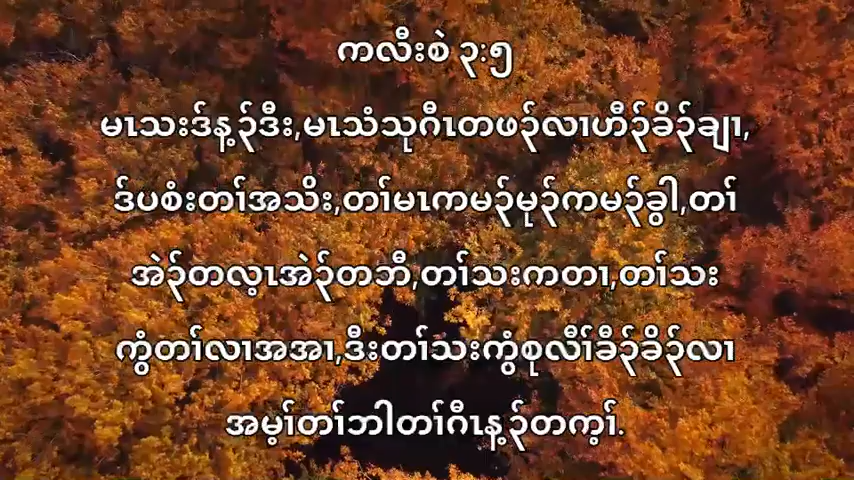 ကလီးစဲ ၃:၅
မၤသးဒ်န့ၣ်ဒီး,မၤသံသုဂီၤတဖၣ်လၢဟီၣ်ခိၣ်ချၢ,
ဒ်ပစံးတၢ်အသိး,တၢ်မၤကမၣ်မုၣ်ကမၣ်ခွါ,တၢ်
အဲၣ်တလ့ၤအဲၣ်တဘီ,တၢ်သးကတၢ,တၢ်သး
ကွံတၢ်လၢအအၢ,ဒီးတၢ်သးကွံစုလီၢ်ခီၣ်ခိၣ်လၢ
အမ့ၢ်တၢ်ဘါတၢ်ဂီၤန့ၣ်တက့ၢ်.